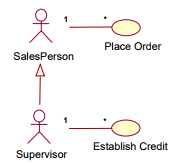 1
*
SalesPerson
Place Order
1
*
Supervisor
Establish Credit